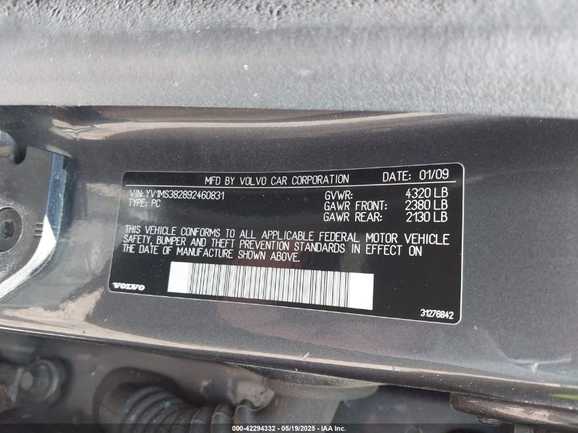 MFD BY VOLVO CAR CORPORATION DATE: 01/09
VIN: YV1MS382892460831 GVWR: 4320 LB
TYPE: PC GAWR FRONT: 2380 LB
GAWR REAR: 2130 LB
THIS VEHICLE CONFORMS TO ALL APPLICABLE FEDERAL MOTOR VEHICLE
SAFETY, BUMPER AND THEFT PREVENTION STANDARDS IN EFFECT ON
THE DATE OF MANUFACTURE SHOWN ABOVE.
VOLVO 31276842
000-42294332 - 05/19/2025 - IAA Inc.